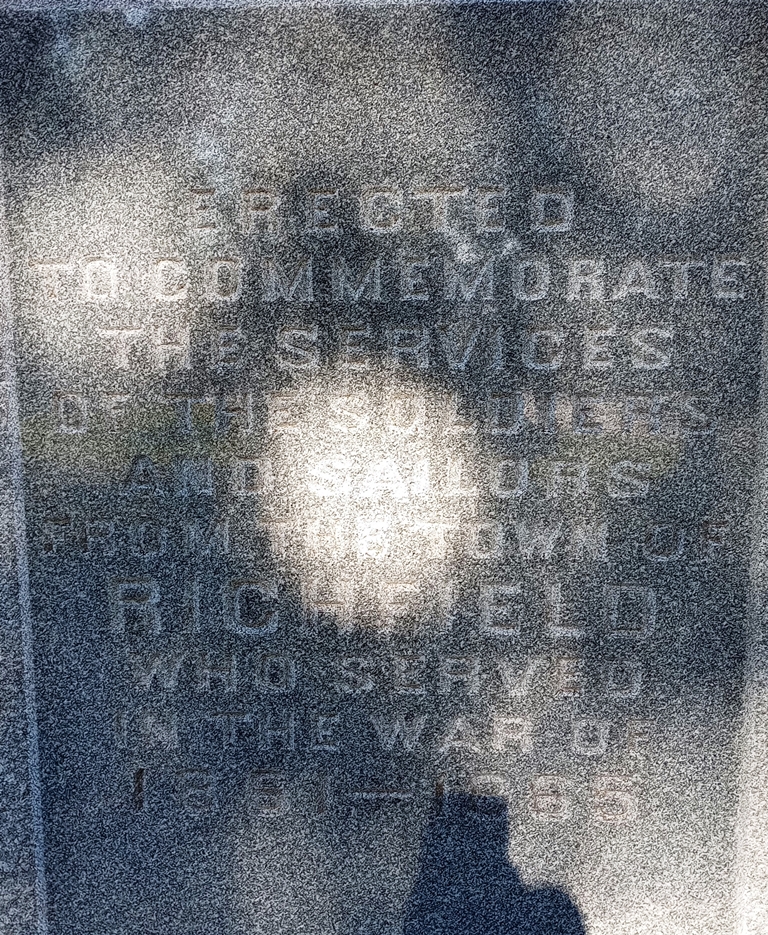 ERECTED
TO COMMEMORATE
THE SERVICES
OF THE SOLDIERS
AND SAILORS
FROM THE TOWN OF
RICHFIELD
WHO SERVED
IN THE WAR OF
1861—1865